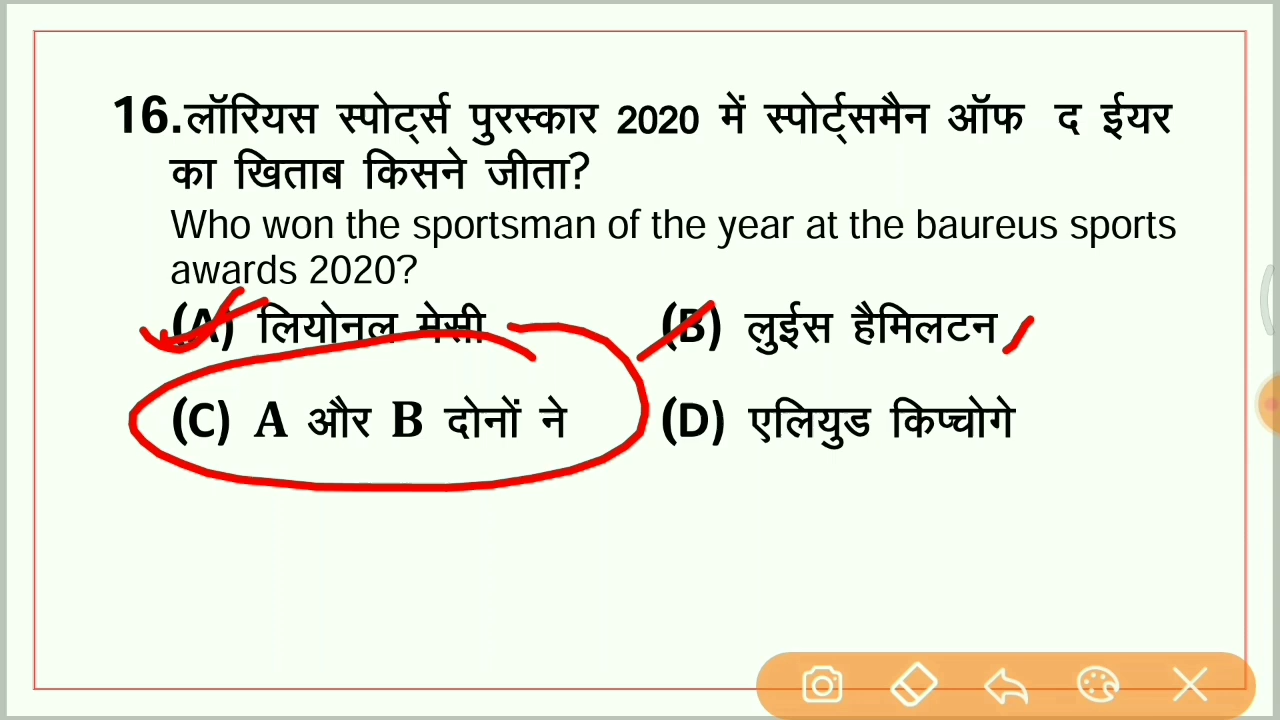 16.लॉरियस स्पोर्ट्स पुरस्कार 2020 में स्पोर्ट्समैन ऑफ द ईयर
का खिताब किसने जीता?
Who won the sportsman of the year at the baureus sports
awards 2020?
(A) लियोनल मेसी (B) लुईस हैमिलटन
(C) A और B दोनों ने (D) एलियुड किप्चोगे